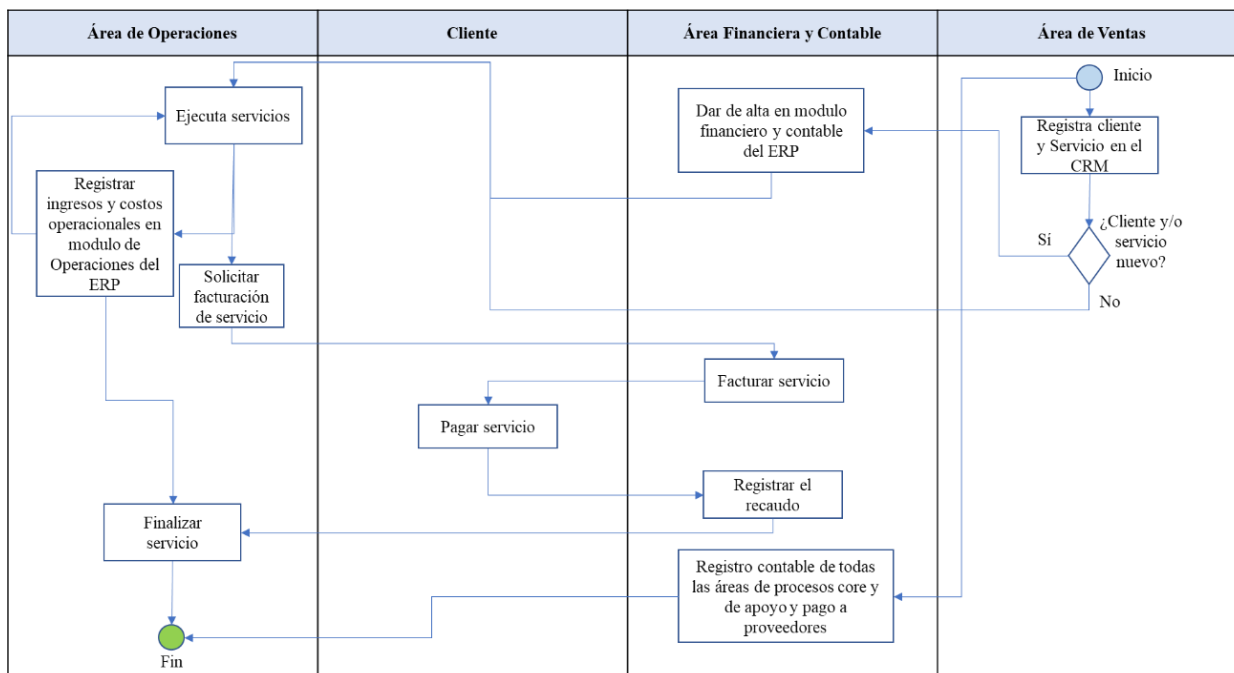 Área de Operaciones
Cliente
Área Financiera y Contable
Área de Ventas
Inicio
Ejecuta servicios
Dar de alta en modulo
financiero y contable
del ERP
Registra cliente
y Servicio en el
CRM
Registrar
ingresos y costos
operacionales en
modulo de
Operaciones del
ERP
¿Cliente y/o
servicio
nuevo?
Sí
No
Solicitar
facturación
de servicio
Facturar servicio
Pagar servicio
Registrar el
recaudo
Finalizar
servicio
Registro contable de todas
las áreas de procesos core y
de apoyo y pago a
proveedores
Fin